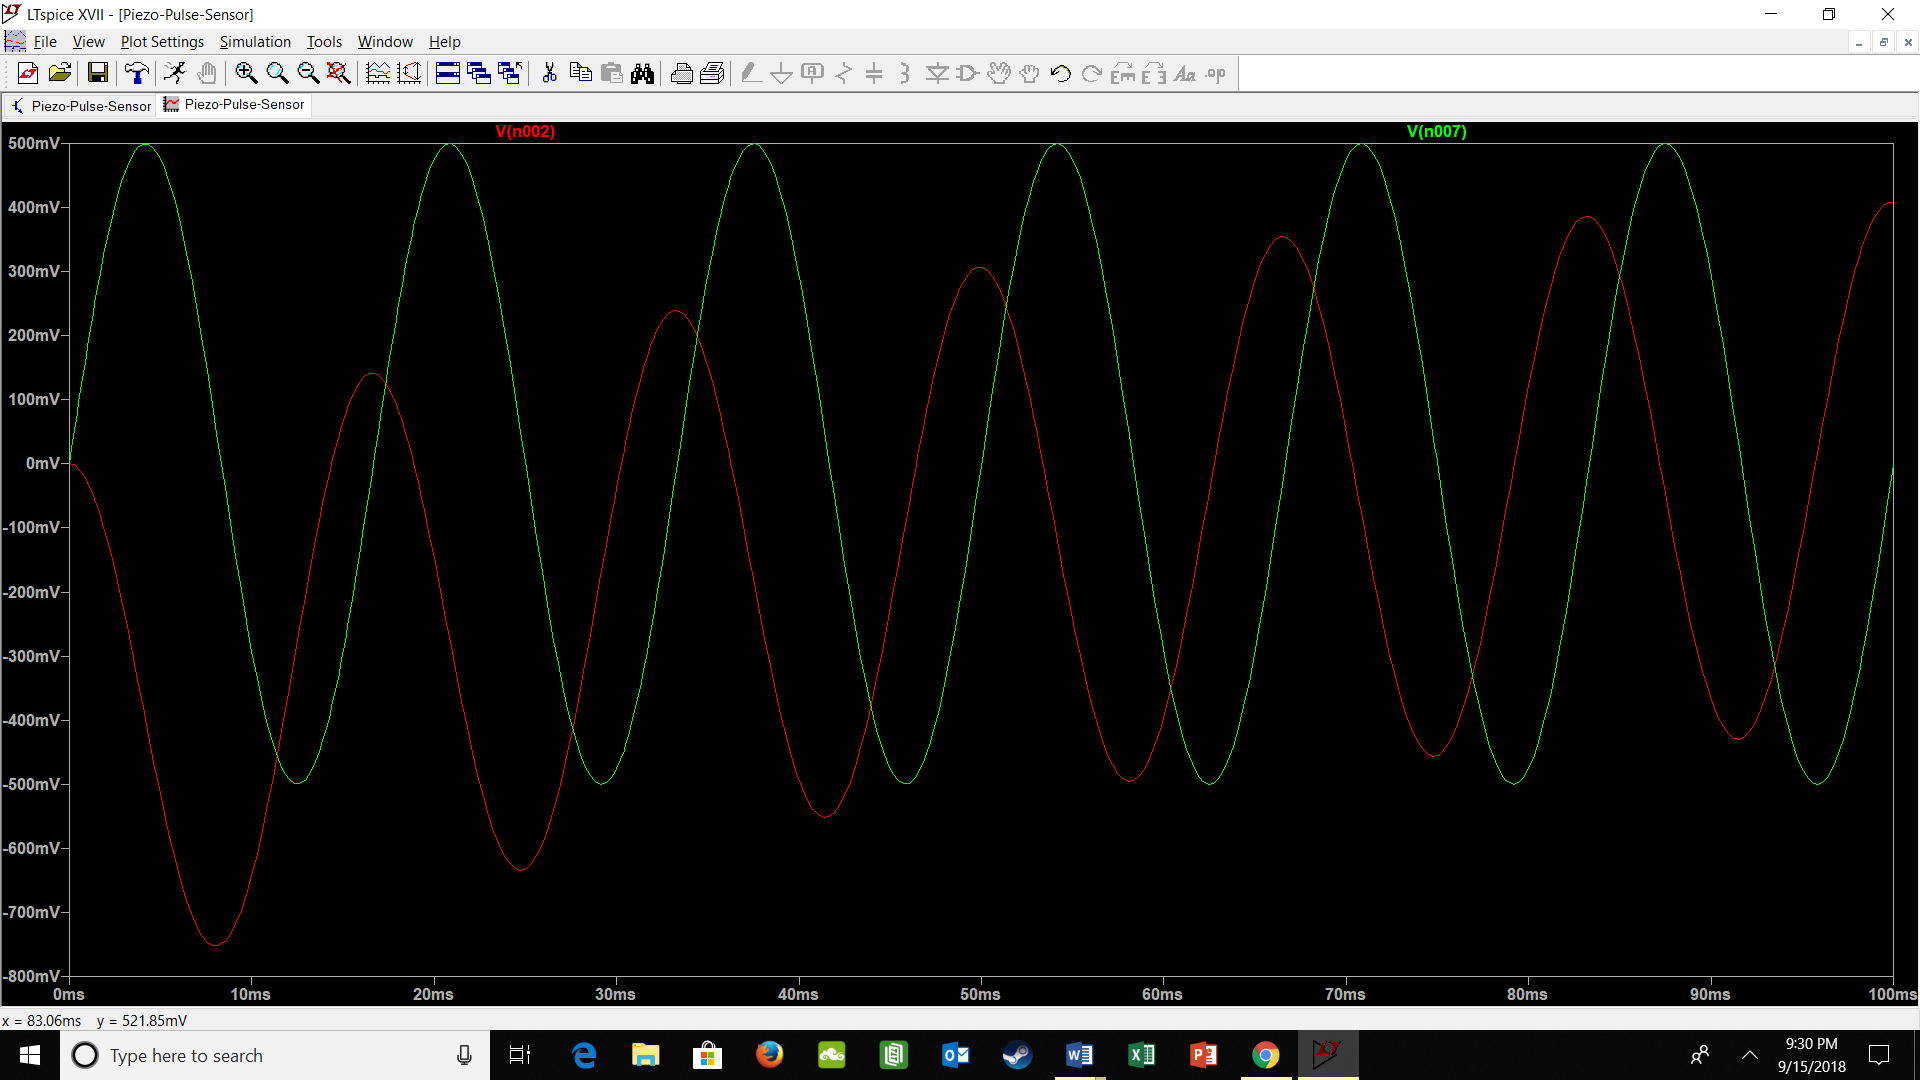 LTspice XVII - [Piezo-Pulse-Sensor]
File View Plot Settings Simulation Tools Window Help
Piezo-Pulse-Sensor Piezo-Pulse-Sensor
V(n002) V(n007)
500mV
400mV
300mV
200mV
100mV
0mV
-100mV
-200mV
-300mV
-400mV
-500mV
-600mV
-700mV
-800mV
0ms 10ms 20ms 30ms 40ms 50ms 60ms 70ms 80ms 90ms 100ms
x = 83.06ms y = 521.85mV
Type here to search
9:30 PM
9/15/2018